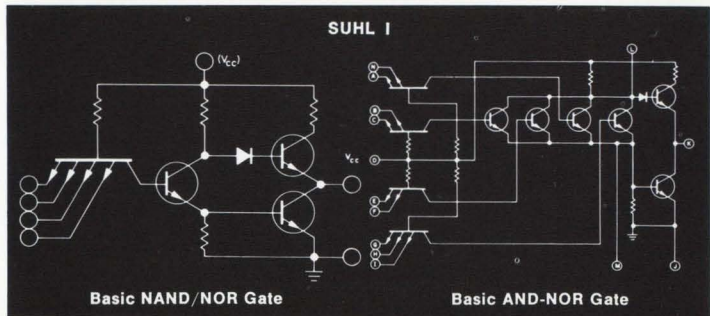 SUHL I
(Vcc)
Vcc
N
A
B
C
D
E
F
G
H
I
L
K
M
J
Basic NAND/NOR Gate
Basic AND-NOR Gate